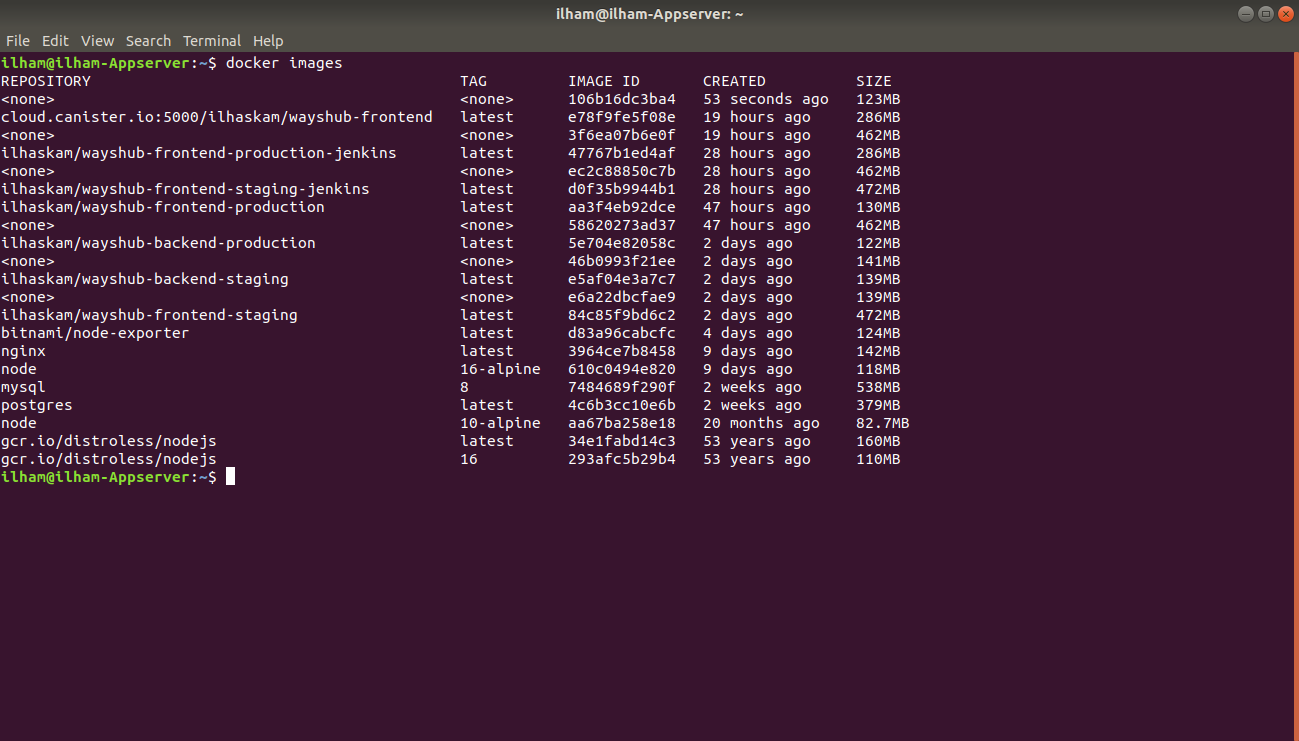 ilham@ilham-Appserver: ~
File Edit View Search Terminal Help
ilham@ilham-Appserver:~$ docker images
REPOSITORY TAG IMAGE ID CREATED SIZE
<none> <none> 106b16dc3ba4 53 seconds ago 123MB
cloud.canister.io:5000/ilhaskam/wayshub-frontend latest e78f9fe5f08e 19 hours ago 286MB
<none> <none> 3f6ea07b6e0f 19 hours ago 462MB
ilhaskam/wayshub-frontend-production-jenkins latest 47767b1ed4af 28 hours ago 286MB
<none> <none> ec2c88850c7b 28 hours ago 462MB
ilhaskam/wayshub-frontend-staging-jenkins latest d0f35b9944b1 28 hours ago 472MB
ilhaskam/wayshub-frontend-production latest aa3f4eb92dce 47 hours ago 130MB
<none> <none> 58620273ad37 47 hours ago 462MB
ilhaskam/wayshub-backend-production latest 5e704e82058c 2 days ago 122MB
<none> <none> 46b0993f21ee 2 days ago 141MB
ilhaskam/wayshub-backend-staging latest e5af04e3a7c7 2 days ago 139MB
<none> <none> e6a22dbcfae9 2 days ago 139MB
ilhaskam/wayshub-frontend-staging latest 84c85f9bd6c2 2 days ago 472MB
bitnami/node-exporter latest d83a96cabcfc 4 days ago 124MB
nginx latest 3964ce7b8458 9 days ago 142MB
node 16-alpine 610c0494e820 9 days ago 118MB
mysql 8 7484689f290f 2 weeks ago 538MB
postgres latest 4c6b3cc10e6b 2 weeks ago 379MB
node 10-alpine aa67ba258e18 20 months ago 82.7MB
gcr.io/distroless/nodejs latest 34e1fabd14c3 53 years ago 160MB
gcr.io/distroless/nodejs 16 293afc5b29b4 53 years ago 110MB
ilham@ilham-Appserver:~$